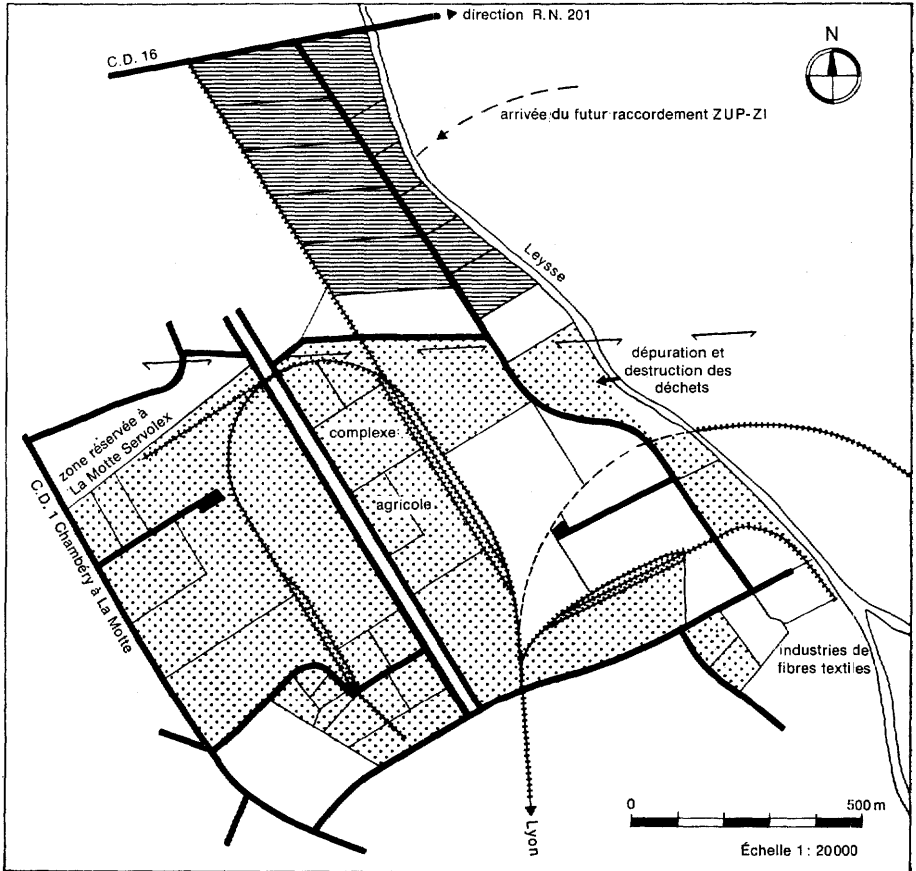 direction R.N. 201
C.D. 16
N
arrivée du futur raccordement ZUP-ZI
Leysse
dépuration et
destruction des
déchets
zone réservée à
La Motte Servolex
complexe
agricole
C.D. 1 Chambéry à La Motte
industries de
fibres textiles
Lyon
0 500 m
Échelle 1 : 20000